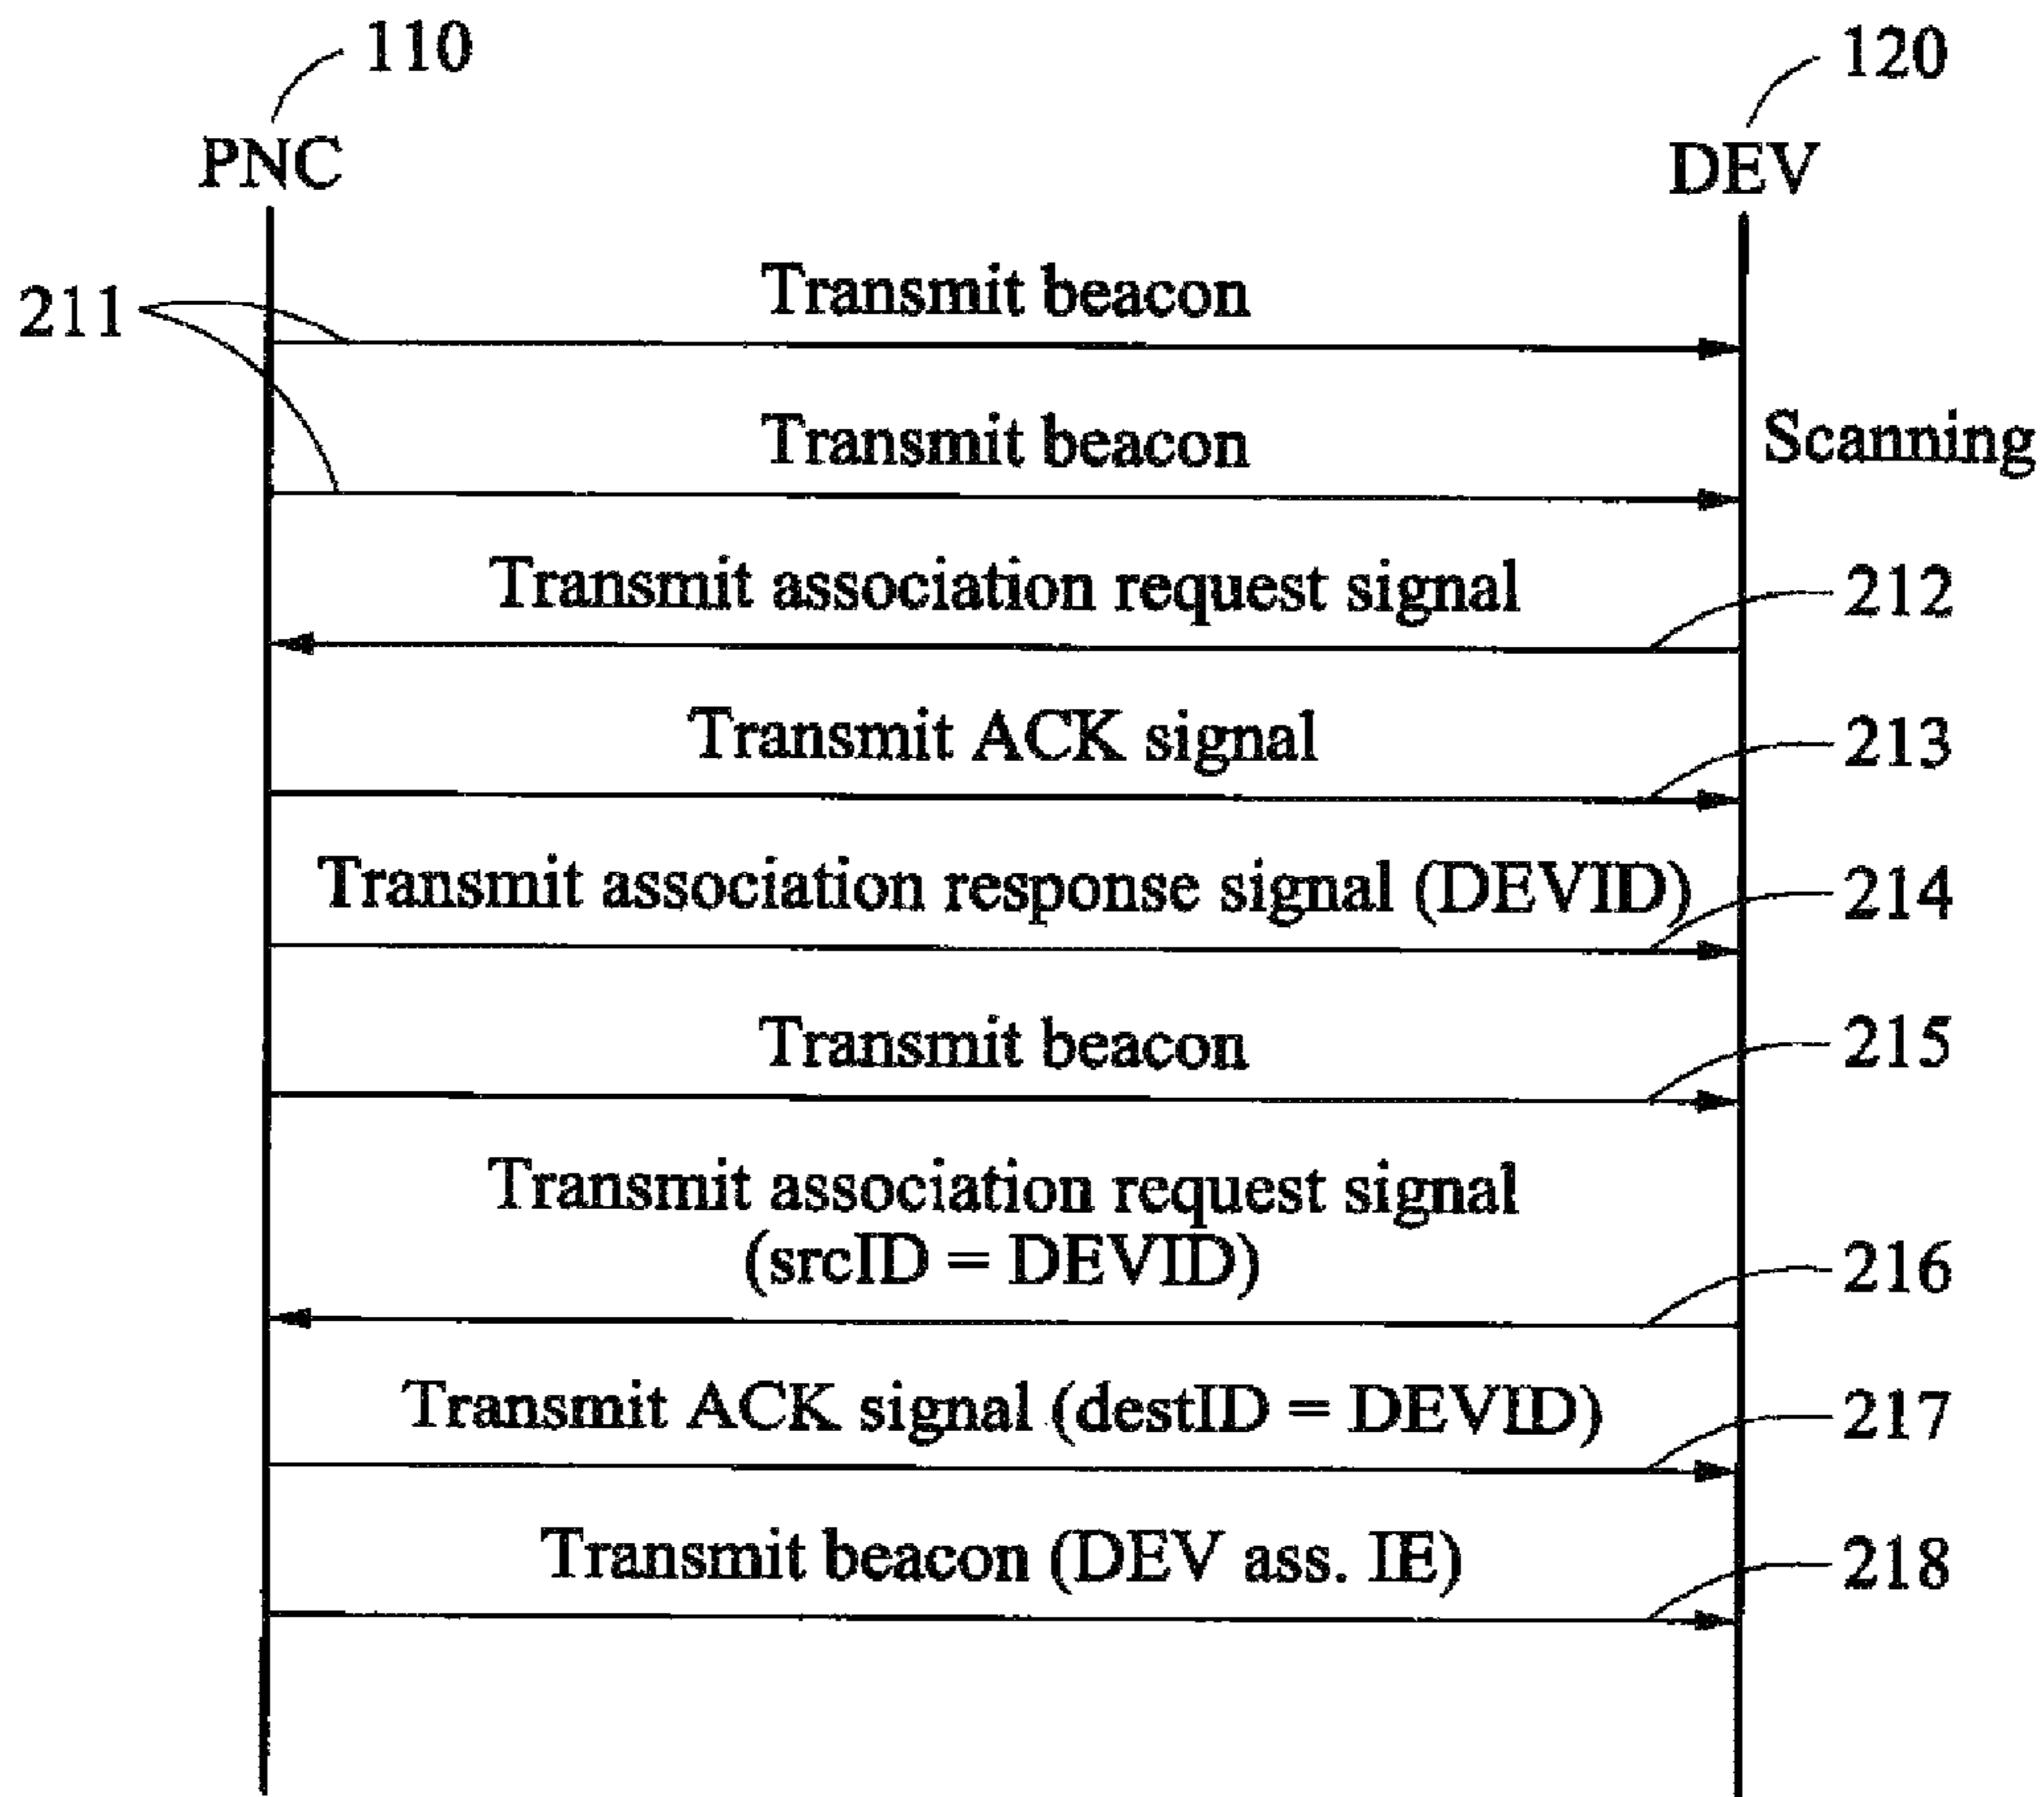 110
120
PNC
DEV
Transmit beacon
211
Transmit beacon
Scanning
Transmit association request signal
212
Transmit ACK signal
213
Transmit association response signal (DEVID)
214
Transmit beacon
215
Transmit association request signal
(srcID = DEVID)
216
Transmit ACK signal (destID = DEVID)
217
Transmit beacon (DEV ass. IE)
218